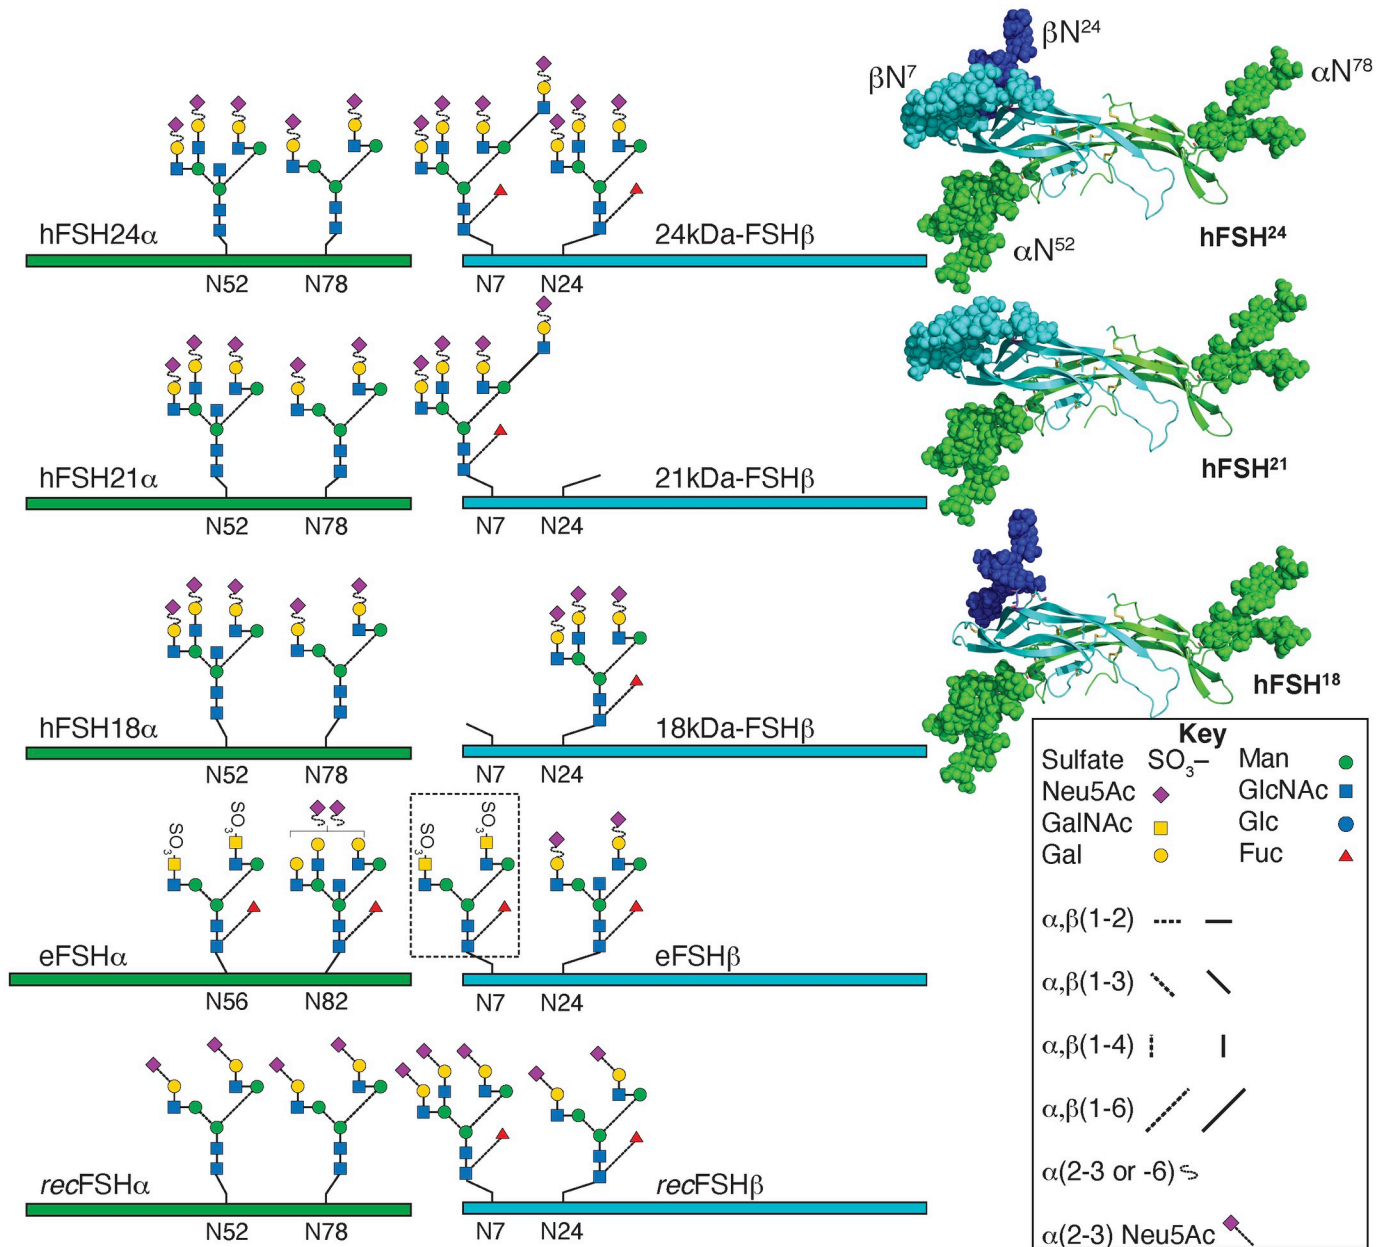 βN24
βN7
αN78
hFSH24α
24kDa-FSHβ
hFSH24
αN52
N52 N78 N7 N24
hFSH21α
21kDa-FSHβ
hFSH21
N52 N78 N7 N24
hFSH18α
18kDa-FSHβ
hFSH18
N52 N78 N7 N24
Key
Sulfate SO3– Man
Neu5Ac GlcNAc
GalNAc Glc
Gal Fuc
SO3 SO3 SO3 SO3
eFSHα
eFSHβ
N56 N82 N7 N24
α,β(1-2)
α,β(1-3)
α,β(1-4)
α,β(1-6)
α(2-3 or -6)
α(2-3) Neu5Ac
recFSHα
recFSHβ
N52 N78 N7 N24